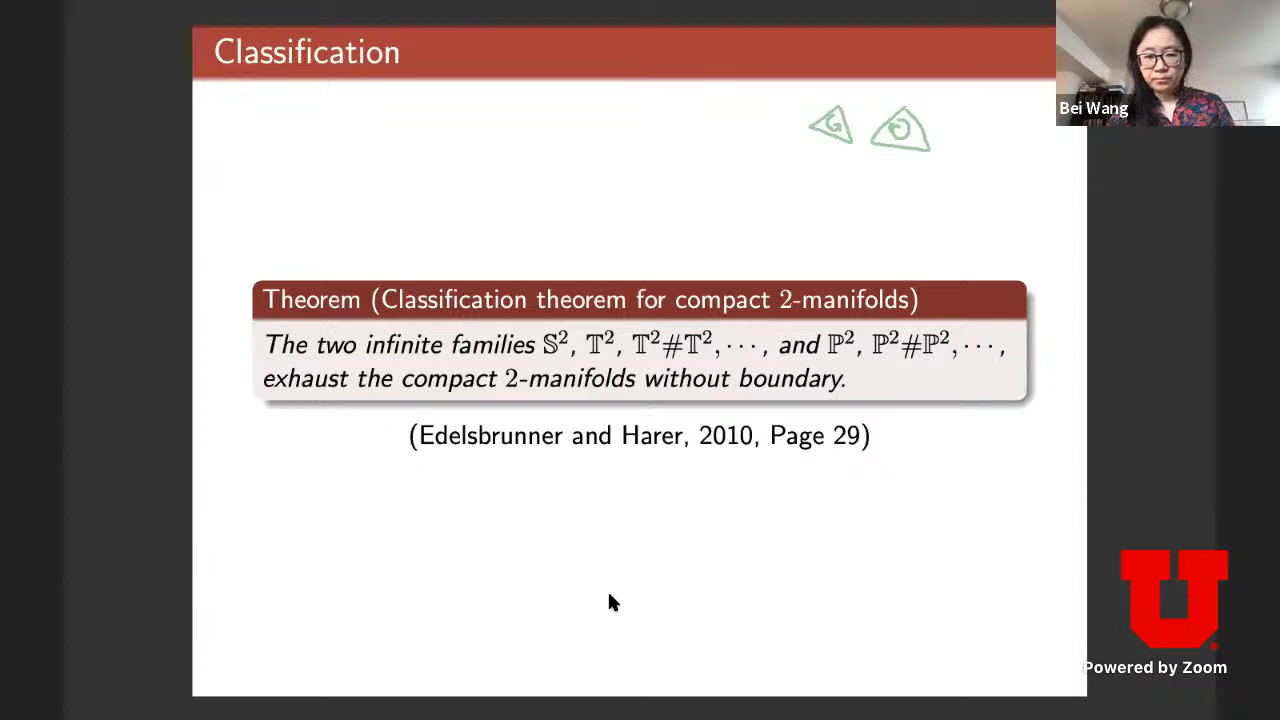 Classification
Bei Wang
Theorem (Classification theorem for compact 2-manifolds)
The two infinite families 𝕊², 𝕋², 𝕋²#𝕋², ⋯ , and ℙ², ℙ²#ℙ², ⋯ ,
exhaust the compact 2-manifolds without boundary.
(Edelsbrunner and Harer, 2010, Page 29)
U
Powered by Zoom